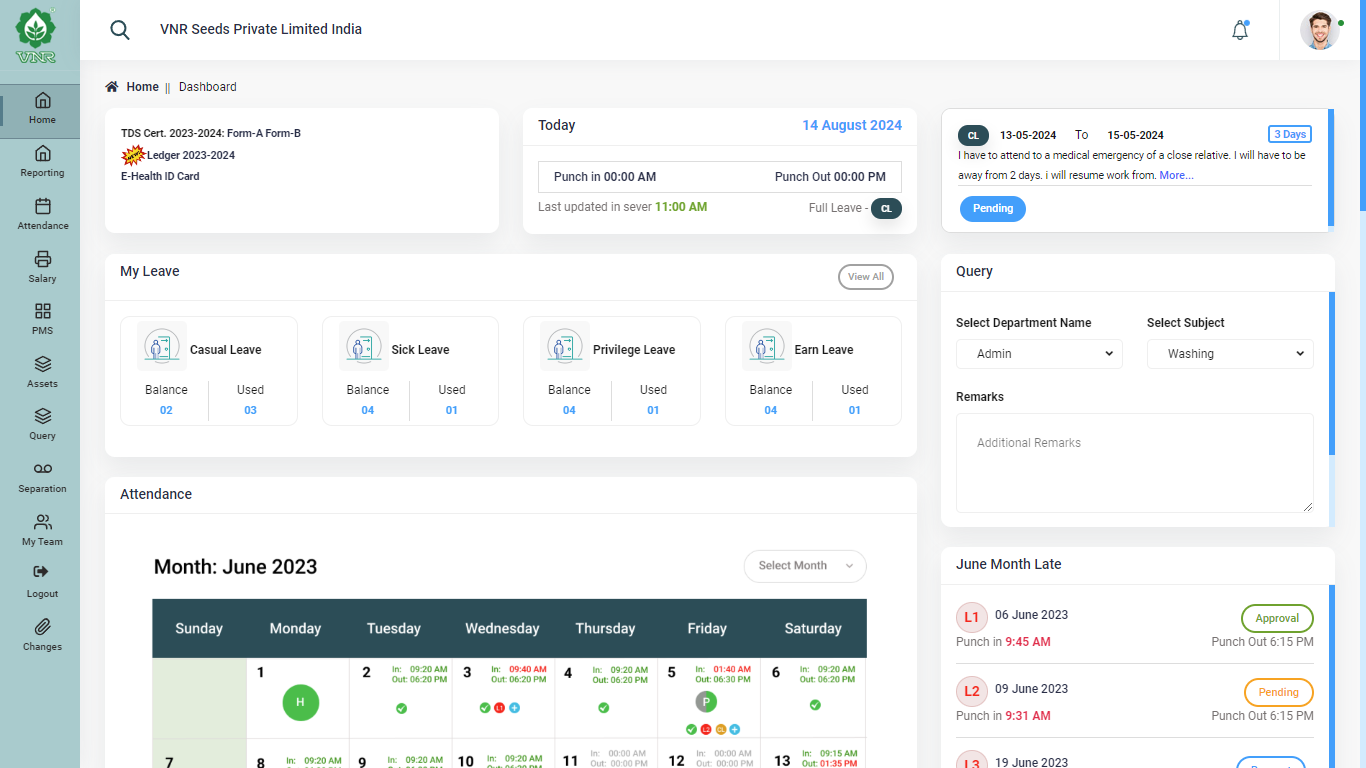 VNR
VNR Seeds Private Limited India
Home
Reporting
Attendance
Salary
PMS
Assets
Query
Separation
My Team
Logout
Changes
Home || Dashboard
TDS Cert. 2023-2024: Form-A Form-B
NEW Ledger 2023-2024
E-Health ID Card
Today 14 August 2024
Punch in 00:00 AM Punch Out 00:00 PM
Last updated in sever 11:00 AM Full Leave - CL
CL 13-05-2024 To 15-05-2024 3 Days
I have to attend to a medical emergency of a close relative. I will have to be
away from 2 days. i will resume work from. More...
Pending
My Leave View All
Casual Leave
Balance Used
02 03
Sick Leave
Balance Used
04 01
Privilege Leave
Balance Used
04 01
Earn Leave
Balance Used
04 01
Query
Select Department Name Select Subject
Admin Washing
Remarks
Additional Remarks
Attendance
Month: June 2023 Select Month
Sunday Monday Tuesday Wednesday Thursday Friday Saturday
1
H
2 In: 09:20 AM
Out: 06:20 PM
3 In: 09:40 AM
Out: 06:20 PM
L1
4 In: 09:20 AM
Out: 06:20 PM
5 In: 01:40 AM
Out: 06:30 PM
P
L2 CL
6 In: 09:20 AM
Out: 06:20 PM
7
8 In: 09:20 AM
9 In: 09:20 AM
Out: 06:20 PM
10 In: 09:20 AM
11 In: 00:00 AM
Out: 00:00 PM
12 In: 00:00 AM
Out: 00:00 PM
13 In: 09:15 AM
Out: 01:35 PM
June Month Late
L1 06 June 2023 Approval
Punch in 9:45 AM Punch Out 6:15 PM
L2 09 June 2023 Pending
Punch in 9:31 AM Punch Out 6:15 PM
L3 19 June 2023